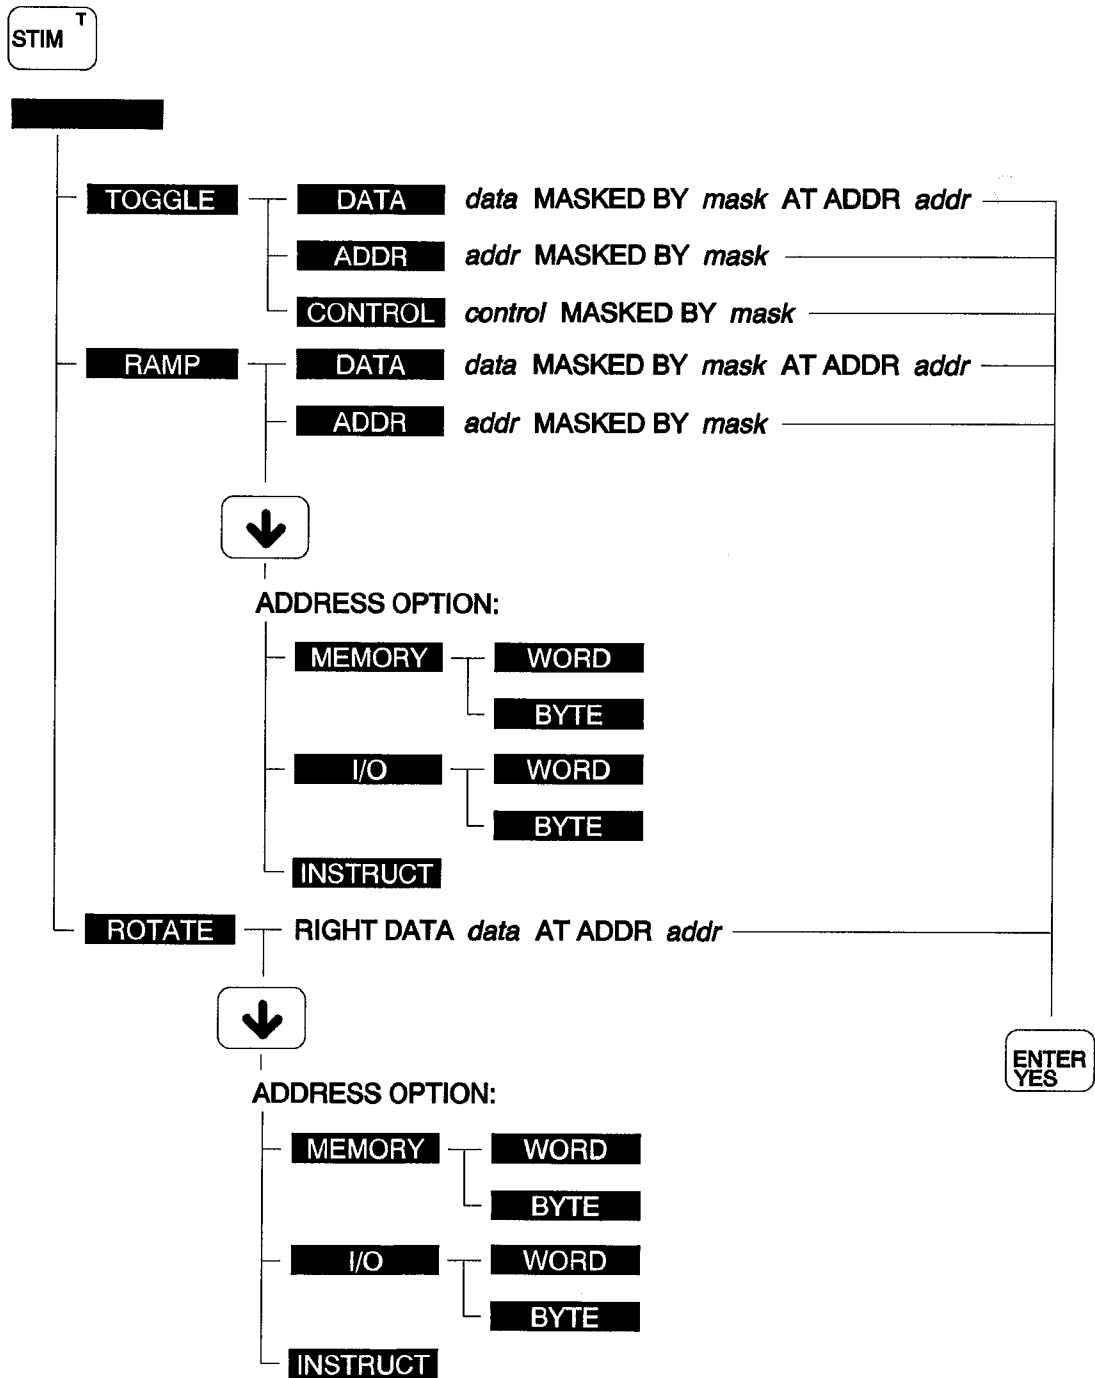 STIM T
TOGGLE DATA data MASKED BY mask AT ADDR addr
ADDR addr MASKED BY mask
CONTROL control MASKED BY mask
RAMP DATA data MASKED BY mask AT ADDR addr
ADDR addr MASKED BY mask
ADDRESS OPTION:
MEMORY WORD
BYTE
I/O WORD
BYTE
INSTRUCT
ROTATE RIGHT DATA data AT ADDR addr
ENTER
YES
ADDRESS OPTION:
MEMORY WORD
BYTE
I/O WORD
BYTE
INSTRUCT